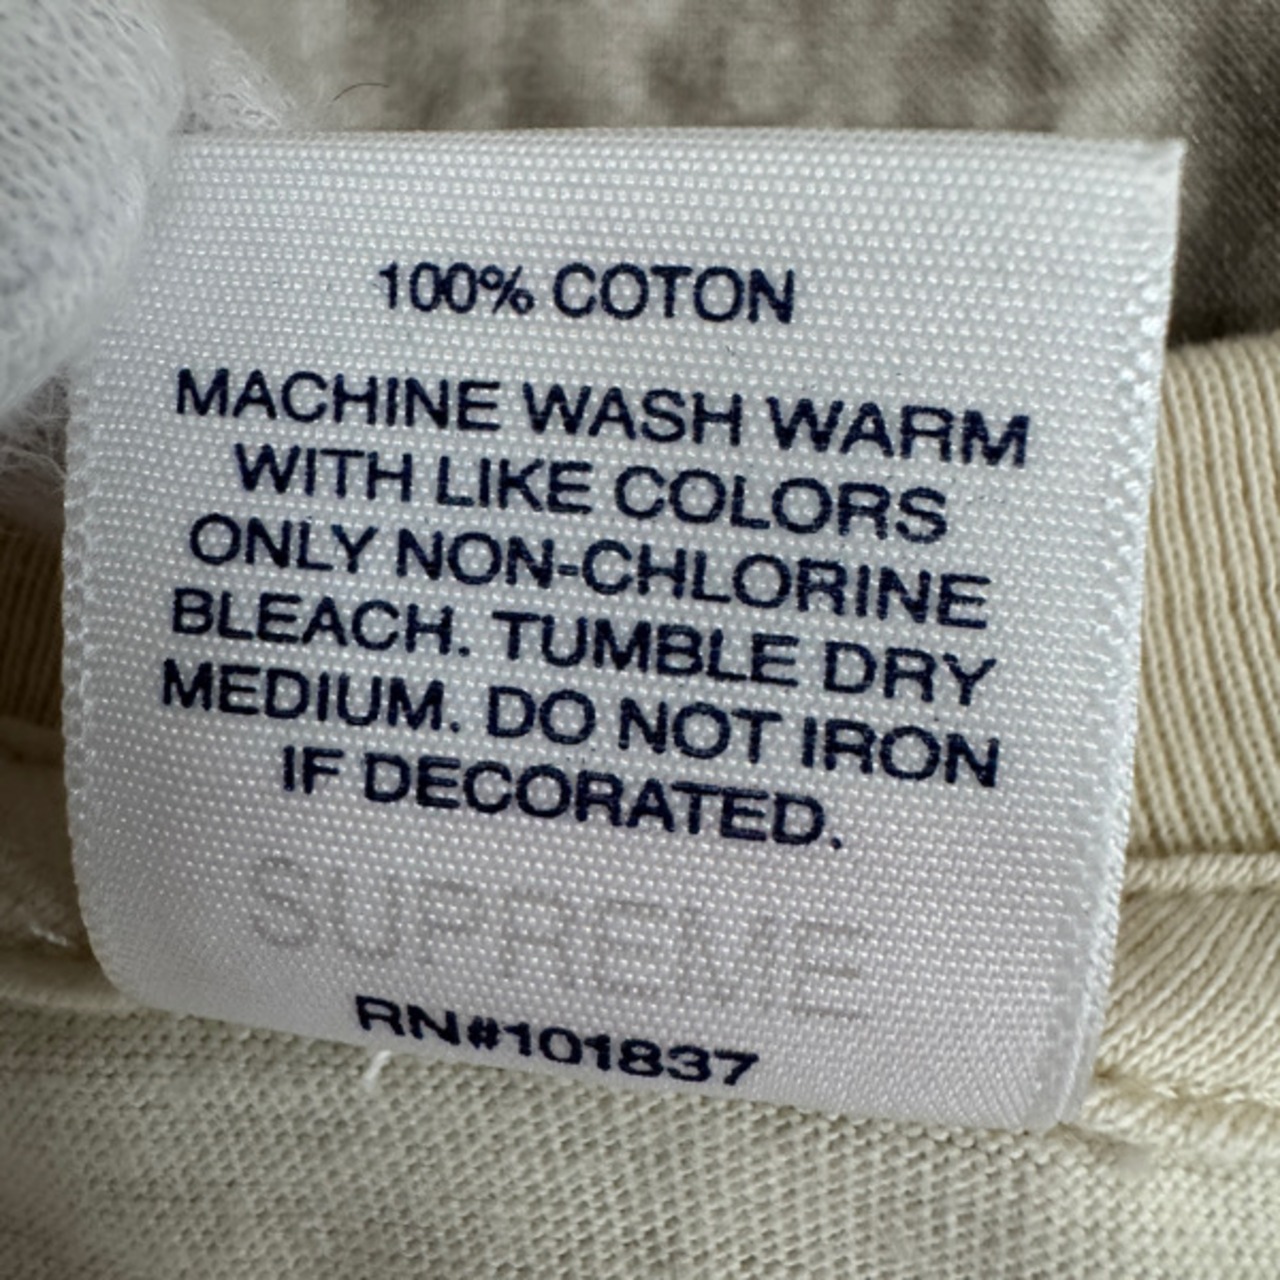 100% COTON
MACHINE WASH WARM
WITH LIKE COLORS
ONLY NON-CHLORINE
BLEACH. TUMBLE DRY
MEDIUM. DO NOT IRON
IF DECORATED.
SUPREME
RN#101837